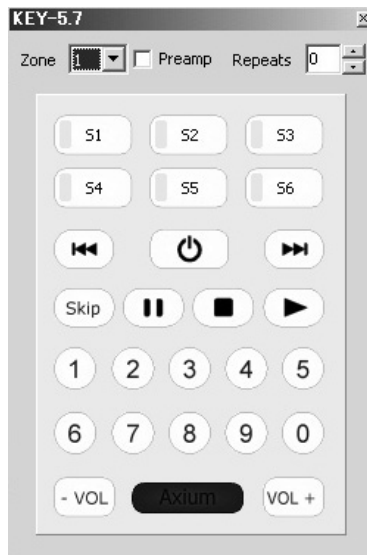 KEY-5.7
Zone 1 Preamp Repeats 0
S1 S2 S3
S4 S5 S6
Skip
1 2 3 4 5
6 7 8 9 0
- VOL Axium VOL +